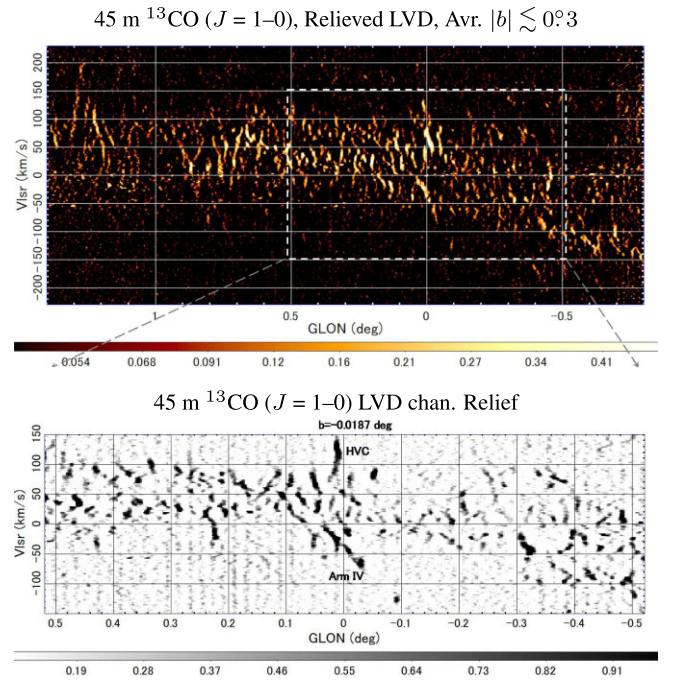 45 m ¹³CO (J = 1–0), Relieved LVD, Avr. |b| ≲ 0°.3
200
150
100
50
0
−50
−100
−150
−200
Vlsr (km/s)
1 0.5 0 −0.5
GLON (deg)
0.054 0.068 0.091 0.12 0.16 0.21 0.27 0.34 0.41
45 m ¹³CO (J = 1–0) LVD chan. Relief
b=-0.0187 deg
150
HVC
100
50
0
−50
Arm IV
−100
Vlsr (km/s)
0.5 0.4 0.3 0.2 0.1 0 −0.1 −0.2 −0.3 −0.4 −0.5
GLON (deg)
0.19 0.28 0.37 0.46 0.55 0.64 0.73 0.82 0.91